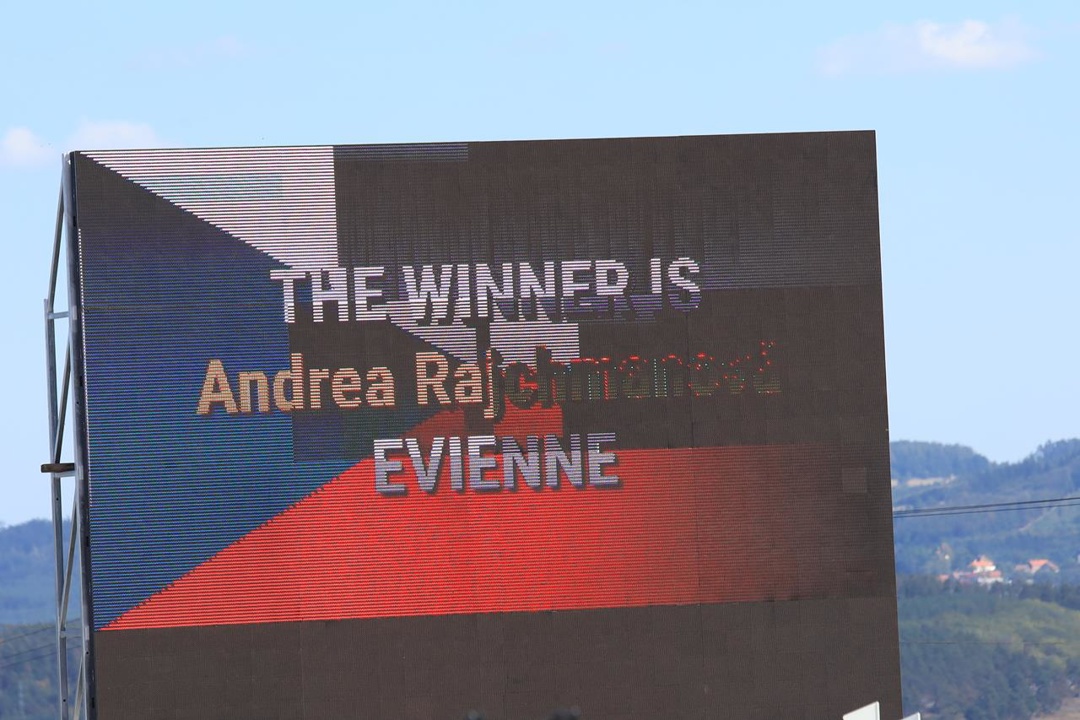 THE WINNER IS
Andrea Rajchmanová
EVIENNE